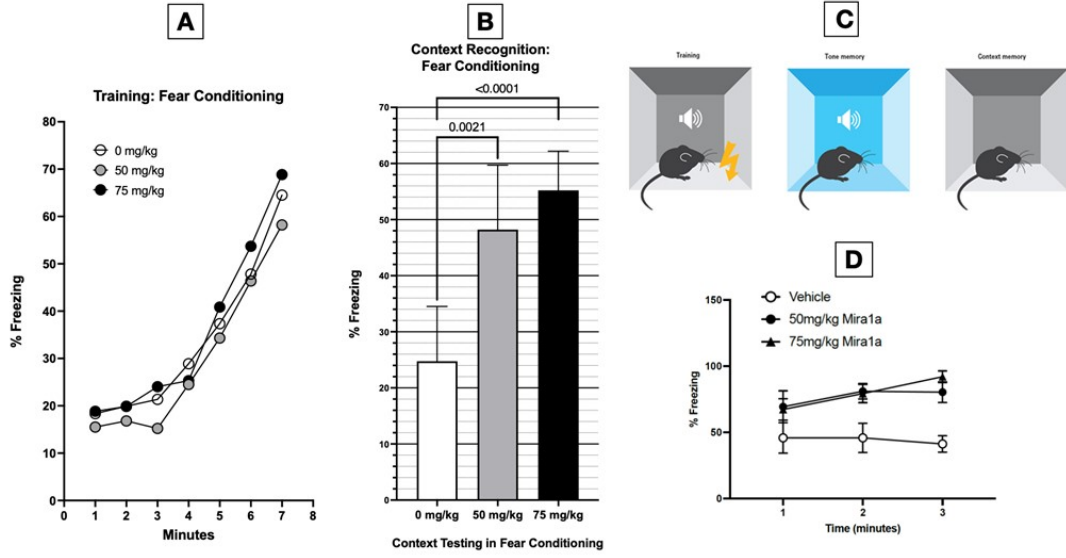 A
Training: Fear Conditioning
0 mg/kg
50 mg/kg
75 mg/kg
% Freezing
80
70
60
50
40
30
20
10
0
0 1 2 3 4 5 6 7 8
Minutes
B
Context Recognition:
Fear Conditioning
<0.0001
0.0021
% Freezing
70
60
50
40
30
20
10
0
0 mg/kg 50 mg/kg 75 mg/kg
Context Testing in Fear Conditioning
C
Training
Tone memory
Context memory
D
Vehicle
50mg/kg Mira1a
75mg/kg Mira1a
% Freezing
150
100
50
0
1 2 3
Time (minutes)